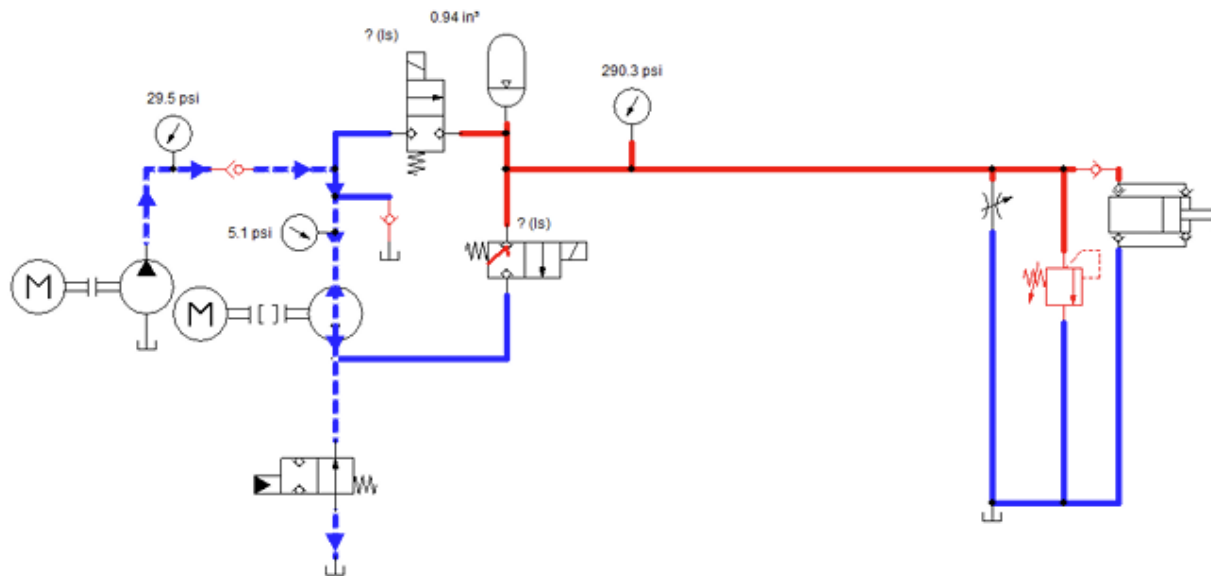 0.94 in³
? (ls)
290.3 psi
29.5 psi
5.1 psi
? (ls)
M
M